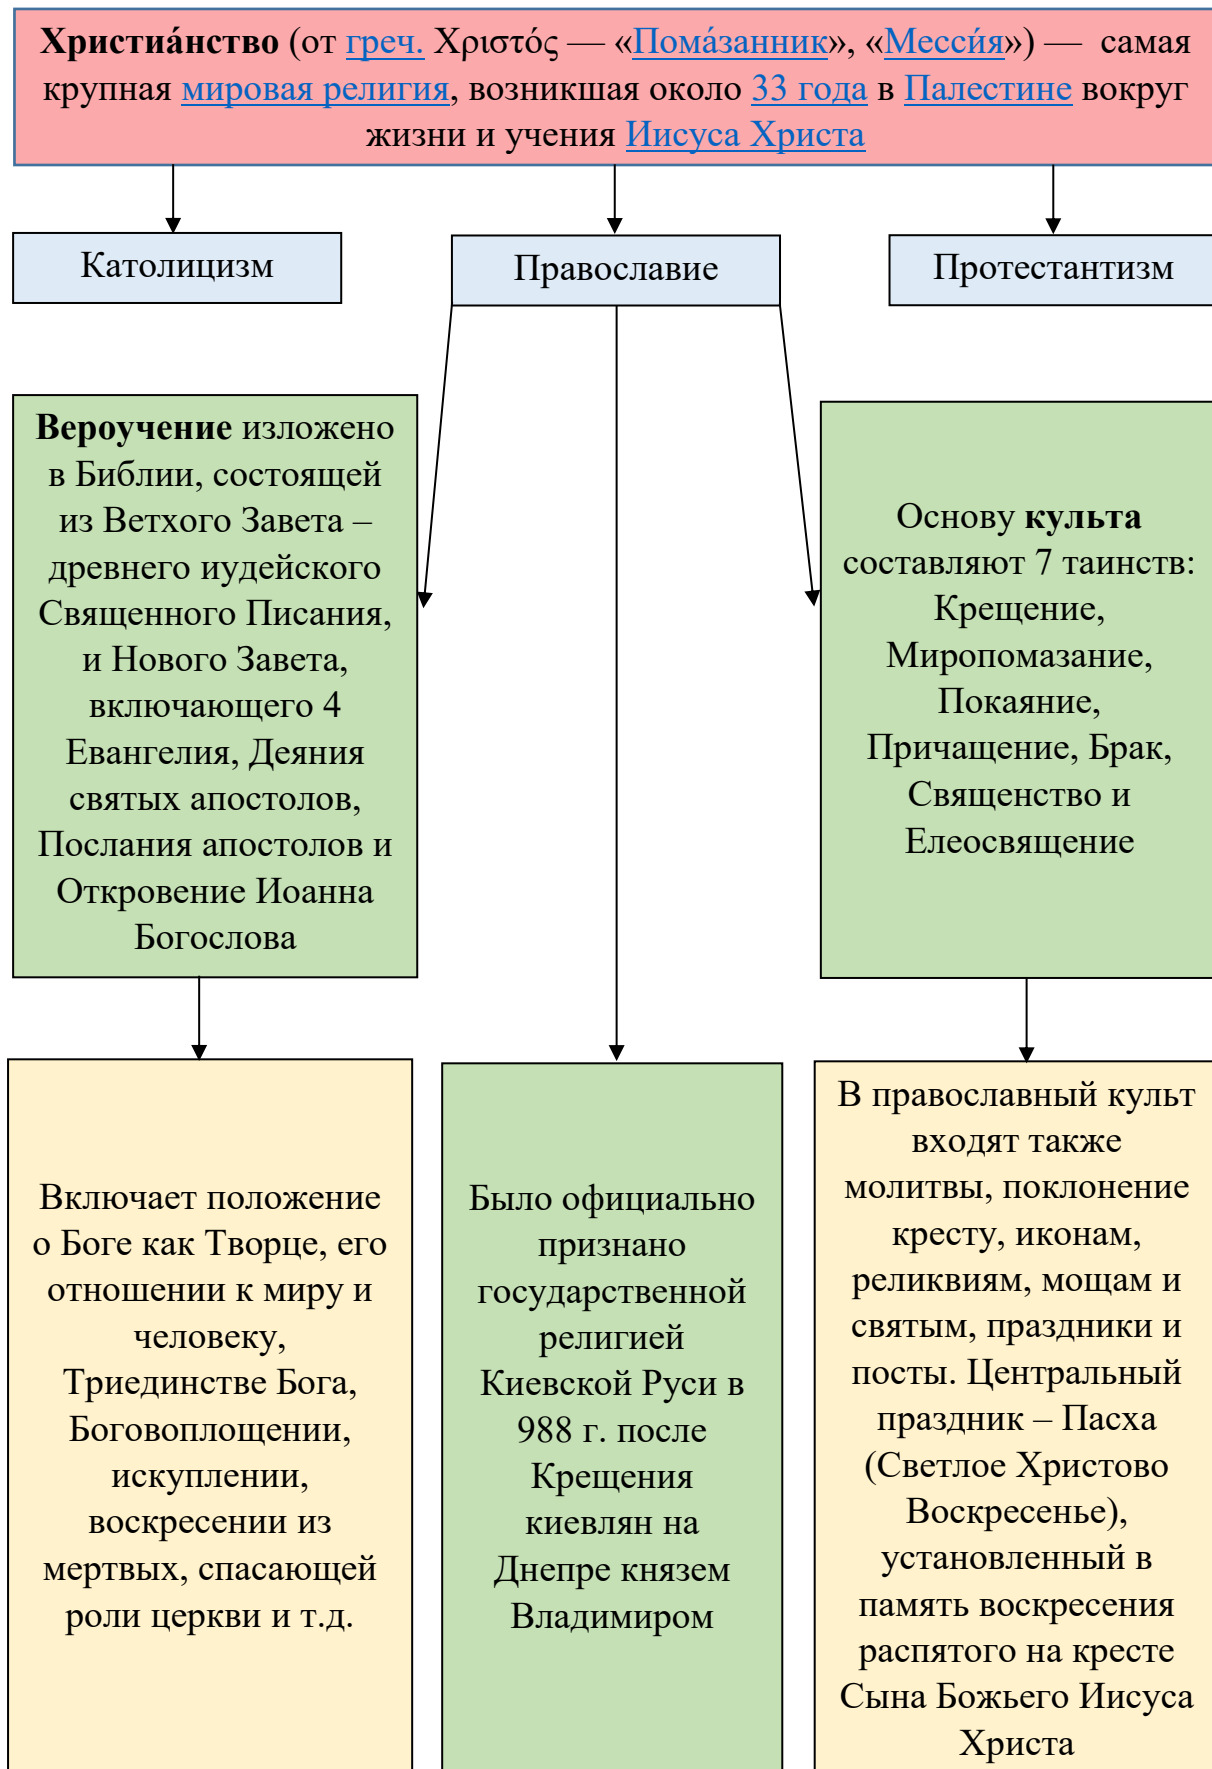 Христиа́нство (от греч. Χριστός — «Пома́занник», «Месси́я») — самая
крупная мировая религия, возникшая около 33 года в Палестине вокруг
жизни и учения Иисуса Христа
Католицизм
Православие
Протестантизм
Вероучение изложено
в Библии, состоящей
из Ветхого Завета –
древнего иудейского
Священного Писания,
и Нового Завета,
включающего 4
Евангелия, Деяния
святых апостолов,
Послания апостолов и
Откровение Иоанна
Богослова
Основу культа
составляют 7 таинств:
Крещение,
Миропомазание,
Покаяние,
Причащение, Брак,
Священство и
Елеосвящение
Включает положение
о Боге как Творце, его
отношении к миру и
человеку,
Триединстве Бога,
Боговоплощении,
искуплении,
воскресении из
мертвых, спасающей
роли церкви и т.д.
Было официально
признано
государственной
религией
Киевской Руси в
988 г. после
Крещения
киевлян на
Днепре князем
Владимиром
В православный культ
входят также
молитвы, поклонение
кресту, иконам,
реликвиям, мощам и
святым, праздники и
посты. Центральный
праздник – Пасха
(Светлое Христово
Воскресенье),
установленный в
память воскресения
распятого на кресте
Сына Божьего Иисуса
Христа